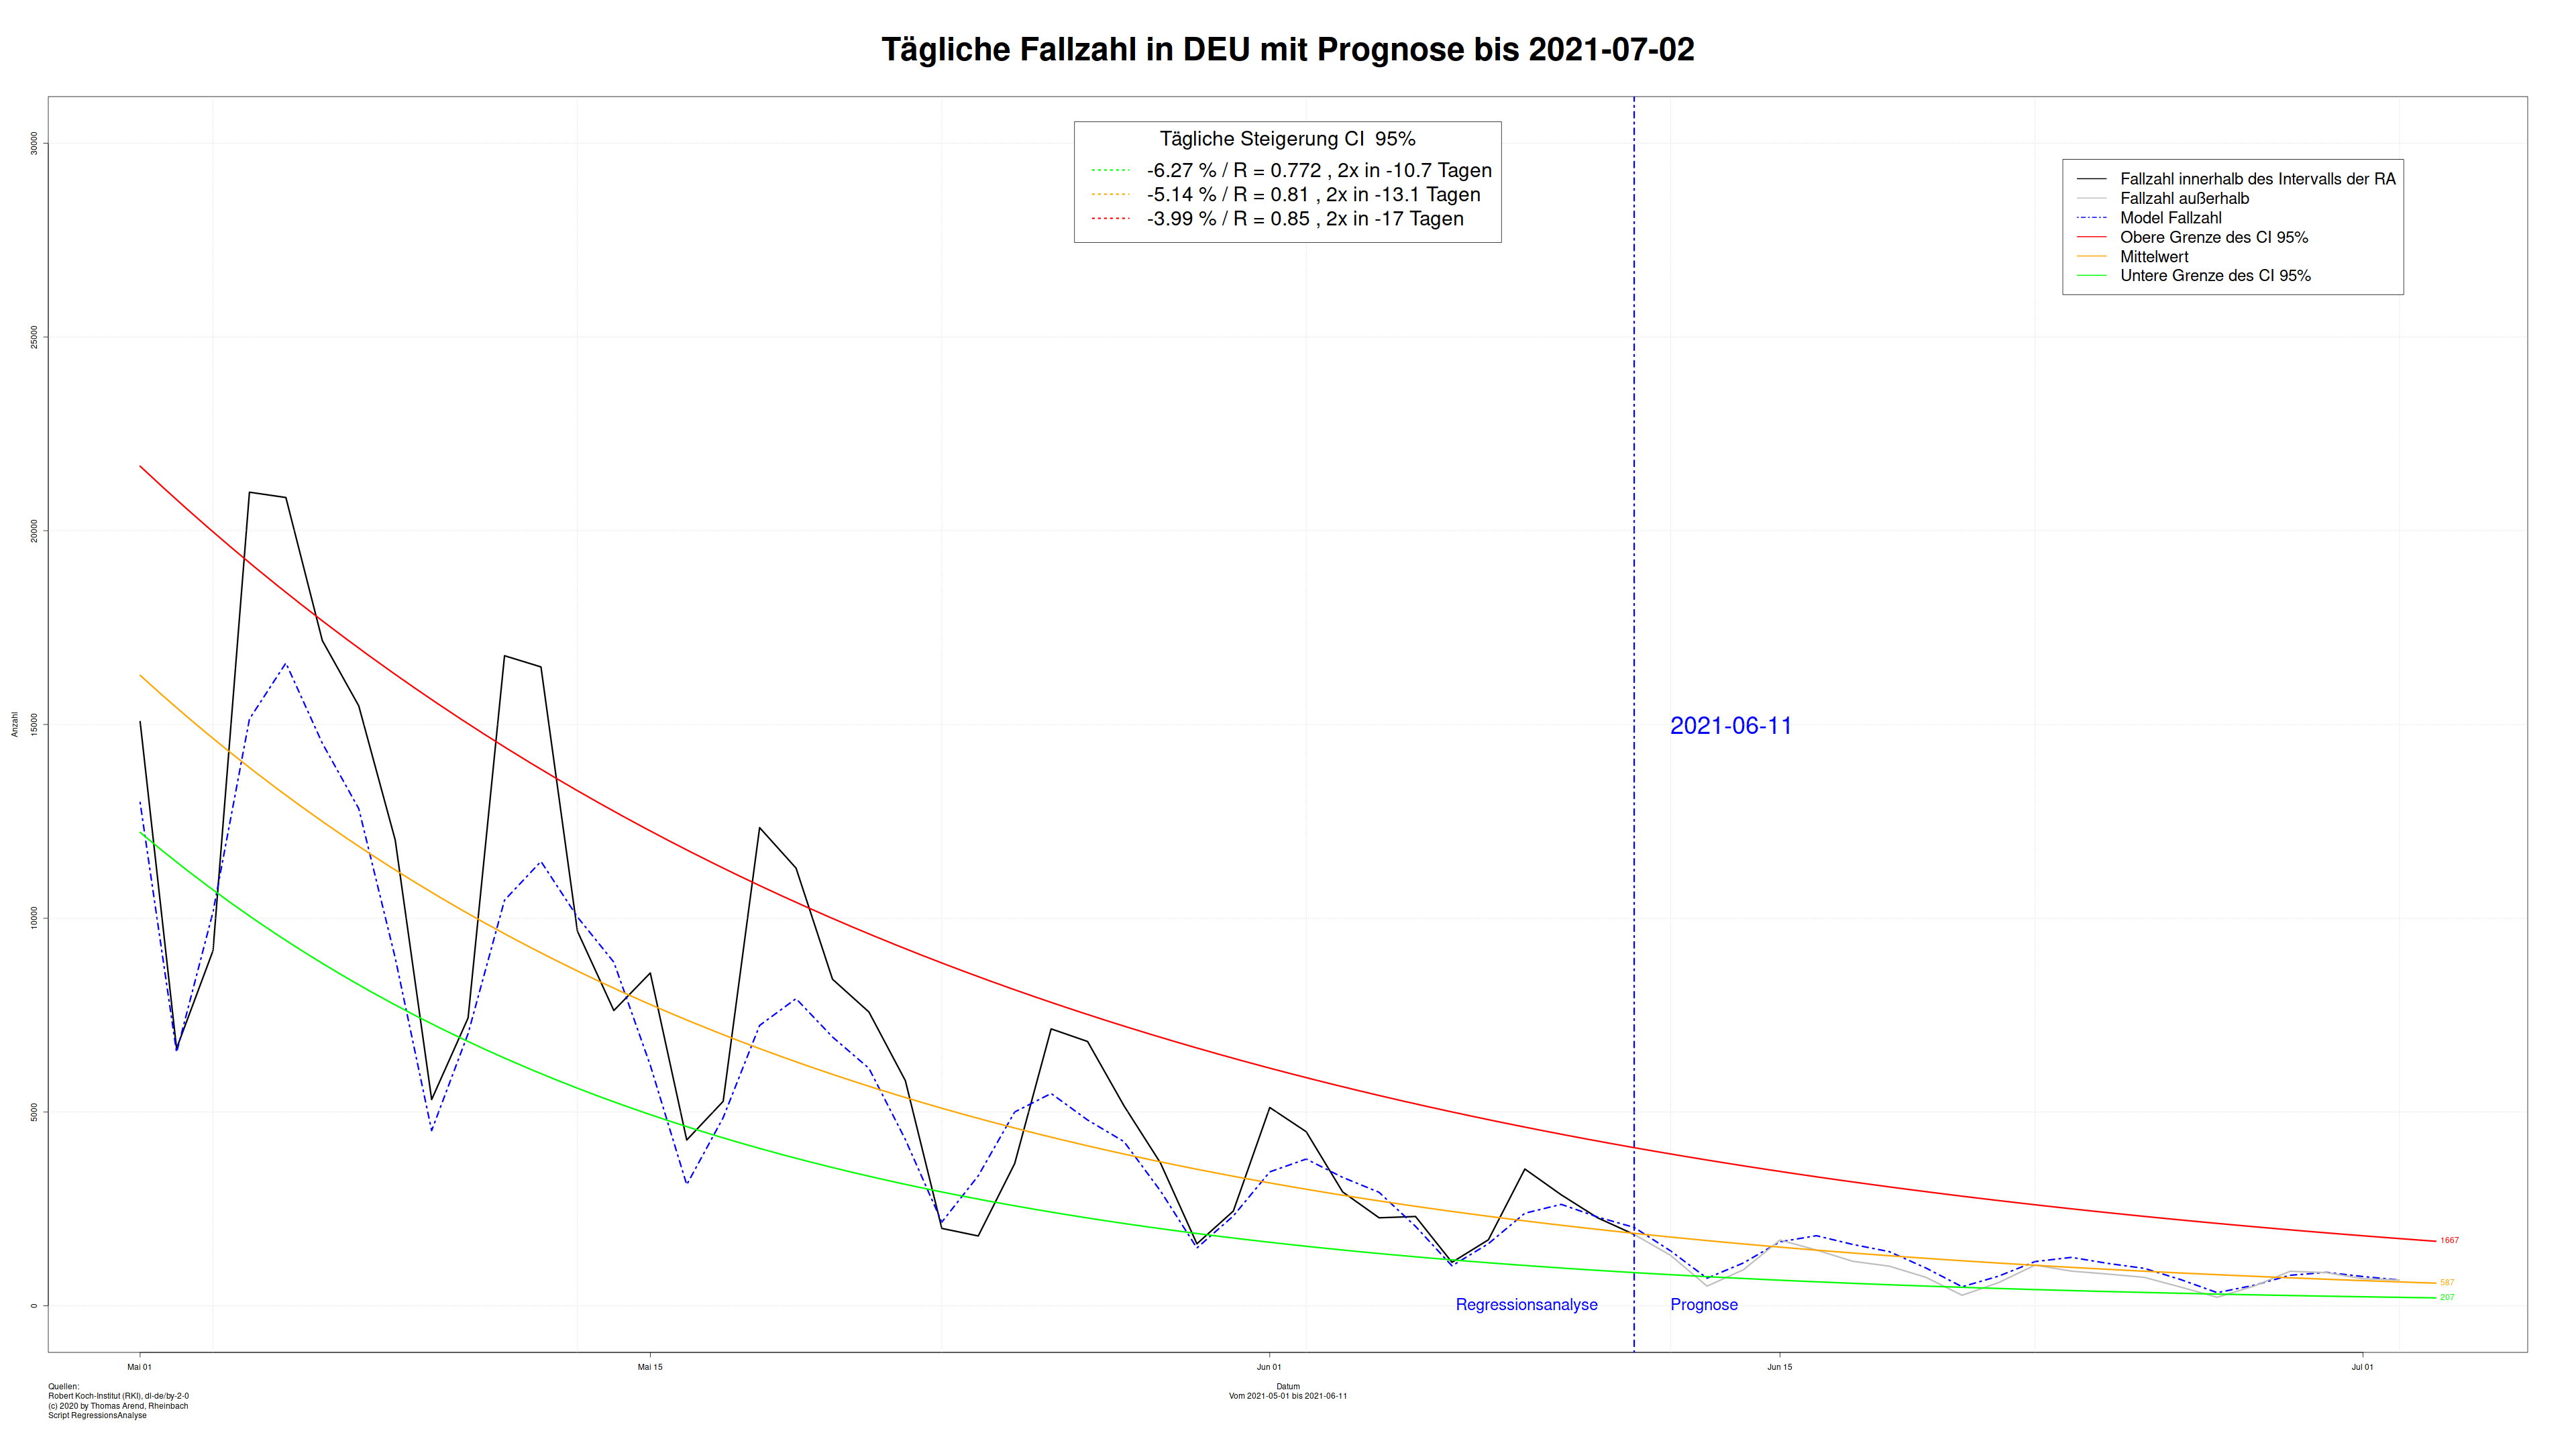 Tägliche Fallzahl in DEU mit Prognose bis 2021-07-02
Tägliche Steigerung CI  95%
-6.27 % / R = 0.772 , 2x in -10.7 Tagen
-5.14 % / R = 0.81 , 2x in -13.1 Tagen
-3.99 % / R = 0.85 , 2x in -17 Tagen
Fallzahl innerhalb des Intervalls der RA
Fallzahl außerhalb
Model Fallzahl
Obere Grenze des CI 95%
Mittelwert
Untere Grenze des CI 95%
30000
25000
20000
15000
10000
5000
0
Anzahl
2021-06-11
1667
587
207
Regressionsanalyse
Prognose
Mai 01
Mai 15
Jun 01
Jun 15
Jul 01
Datum
Vom 2021-05-01 bis 2021-06-11
Quellen:
Robert Koch-Institut (RKI), dl-de/by-2-0
(c) 2020 by Thomas Arend, Rheinbach
Script RegressionsAnalyse